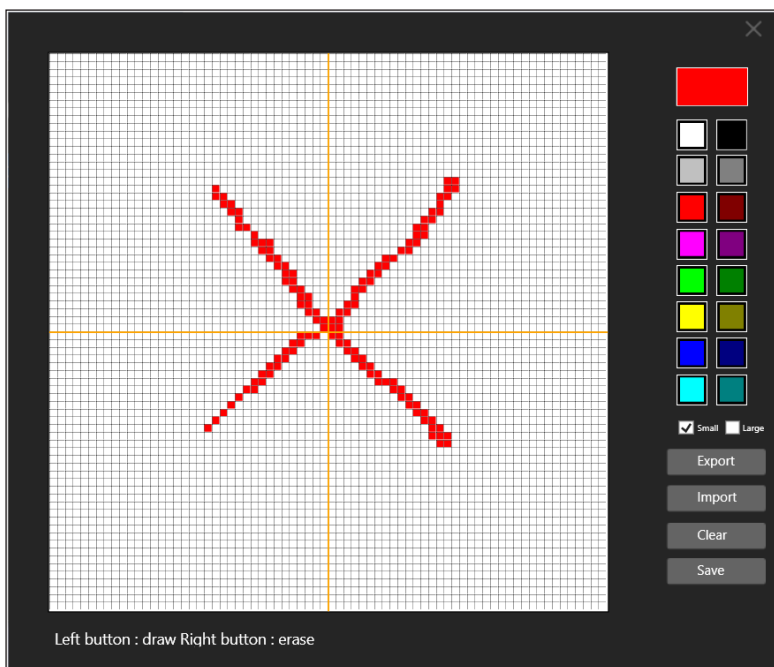 Small Large
Export
Import
Clear
Save
Left button : draw Right button : erase